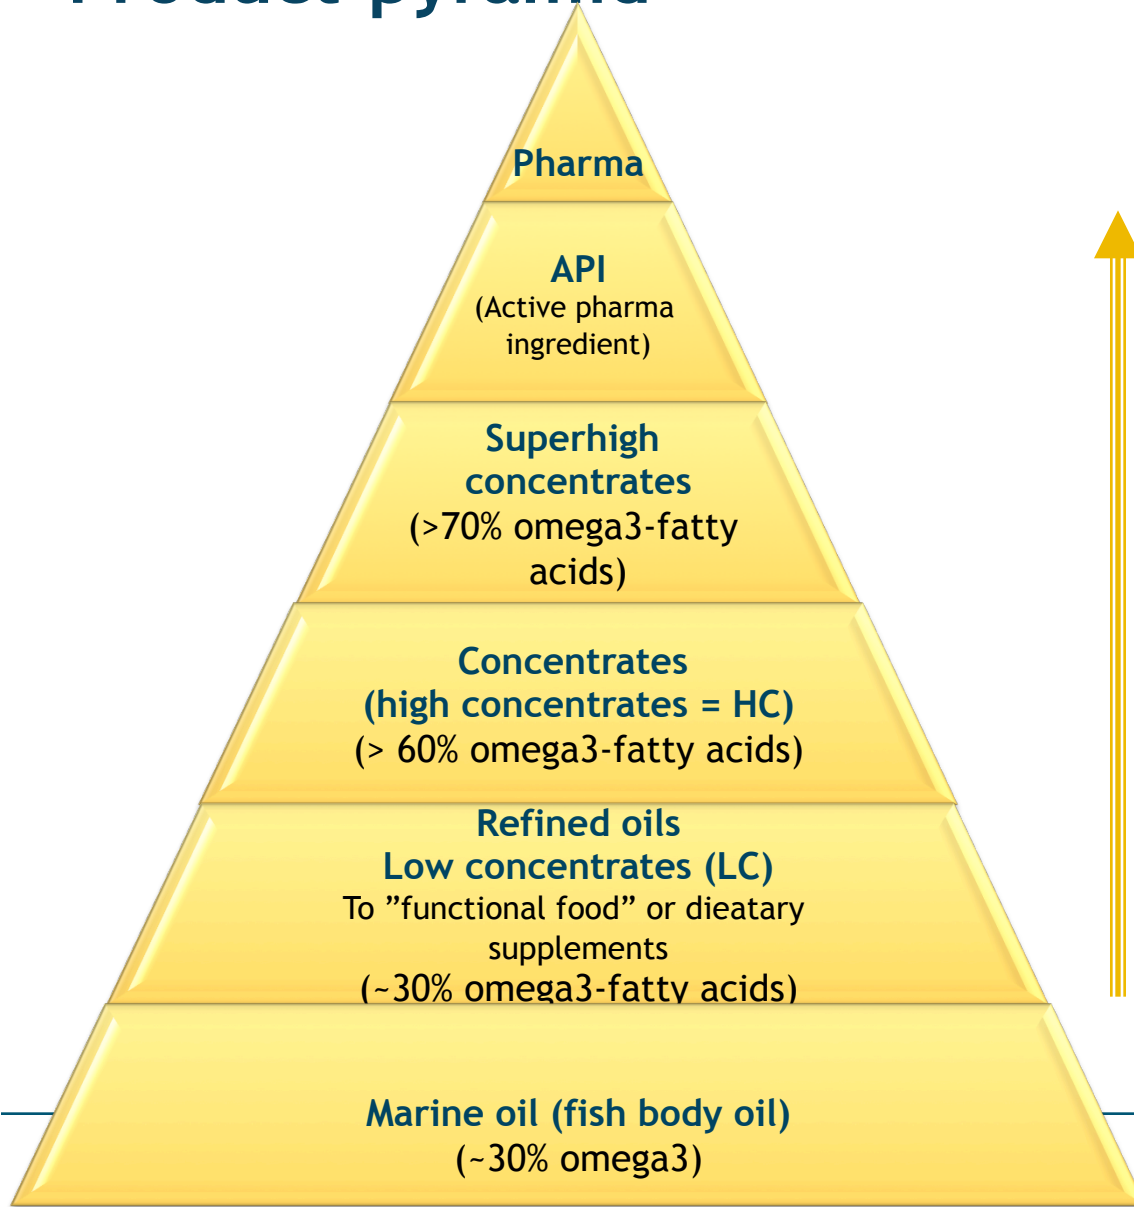 Product pyramid
Pharma
API
(Active pharma
ingredient)
Superhigh
concentrates
(>70% omega3-fatty
acids)
Concentrates
(high concentrates = HC)
(> 60% omega3-fatty acids)
Refined oils
Low concentrates (LC)
To ”functional food” or dieatary
supplements
(~30% omega3-fatty acids)
Marine oil (fish body oil)
(~30% omega3)